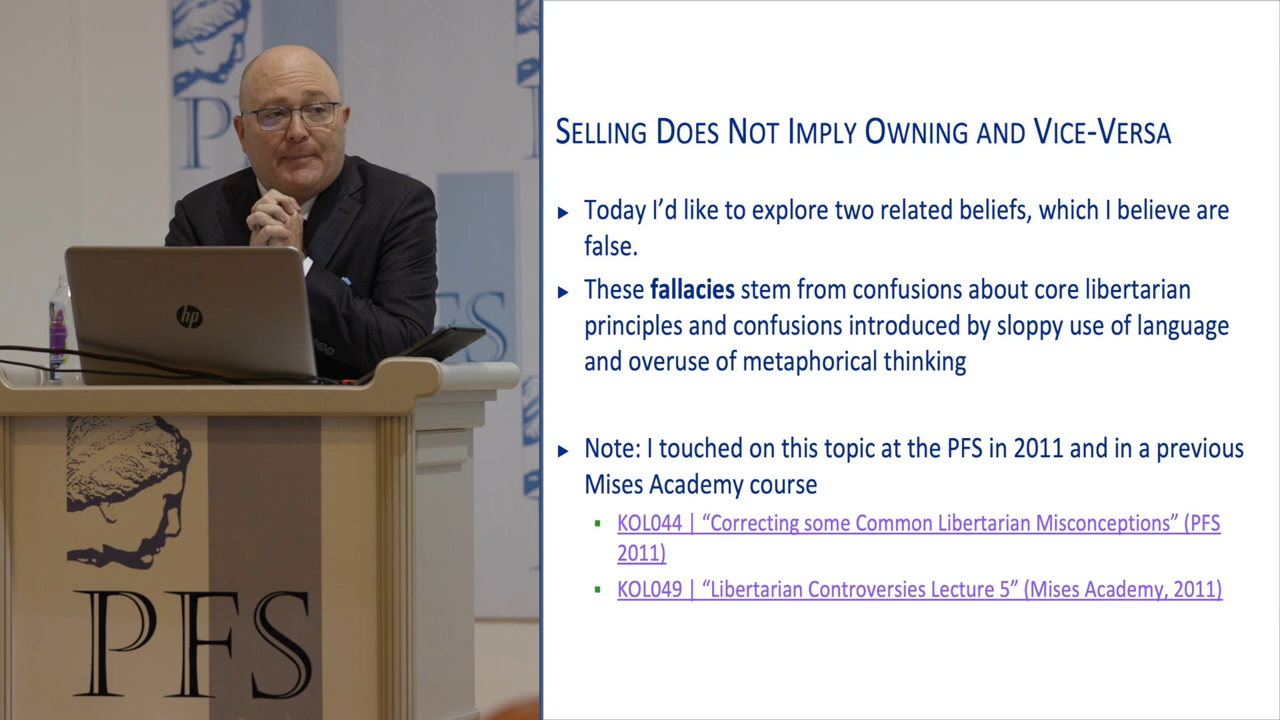 PFS
P
FS
hp
PFS
SELLING DOES NOT IMPLY OWNING AND VICE-VERSA
Today I'd like to explore two related beliefs, which I believe are
false.
These fallacies stem from confusions about core libertarian
principles and confusions introduced by sloppy use of language
and overuse of metaphorical thinking
Note: I touched on this topic at the PFS in 2011 and in a previous
Mises Academy course
KOL044 | “Correcting some Common Libertarian Misconceptions” (PFS
2011)
KOL049 | “Libertarian Controversies Lecture 5” (Mises Academy, 2011)